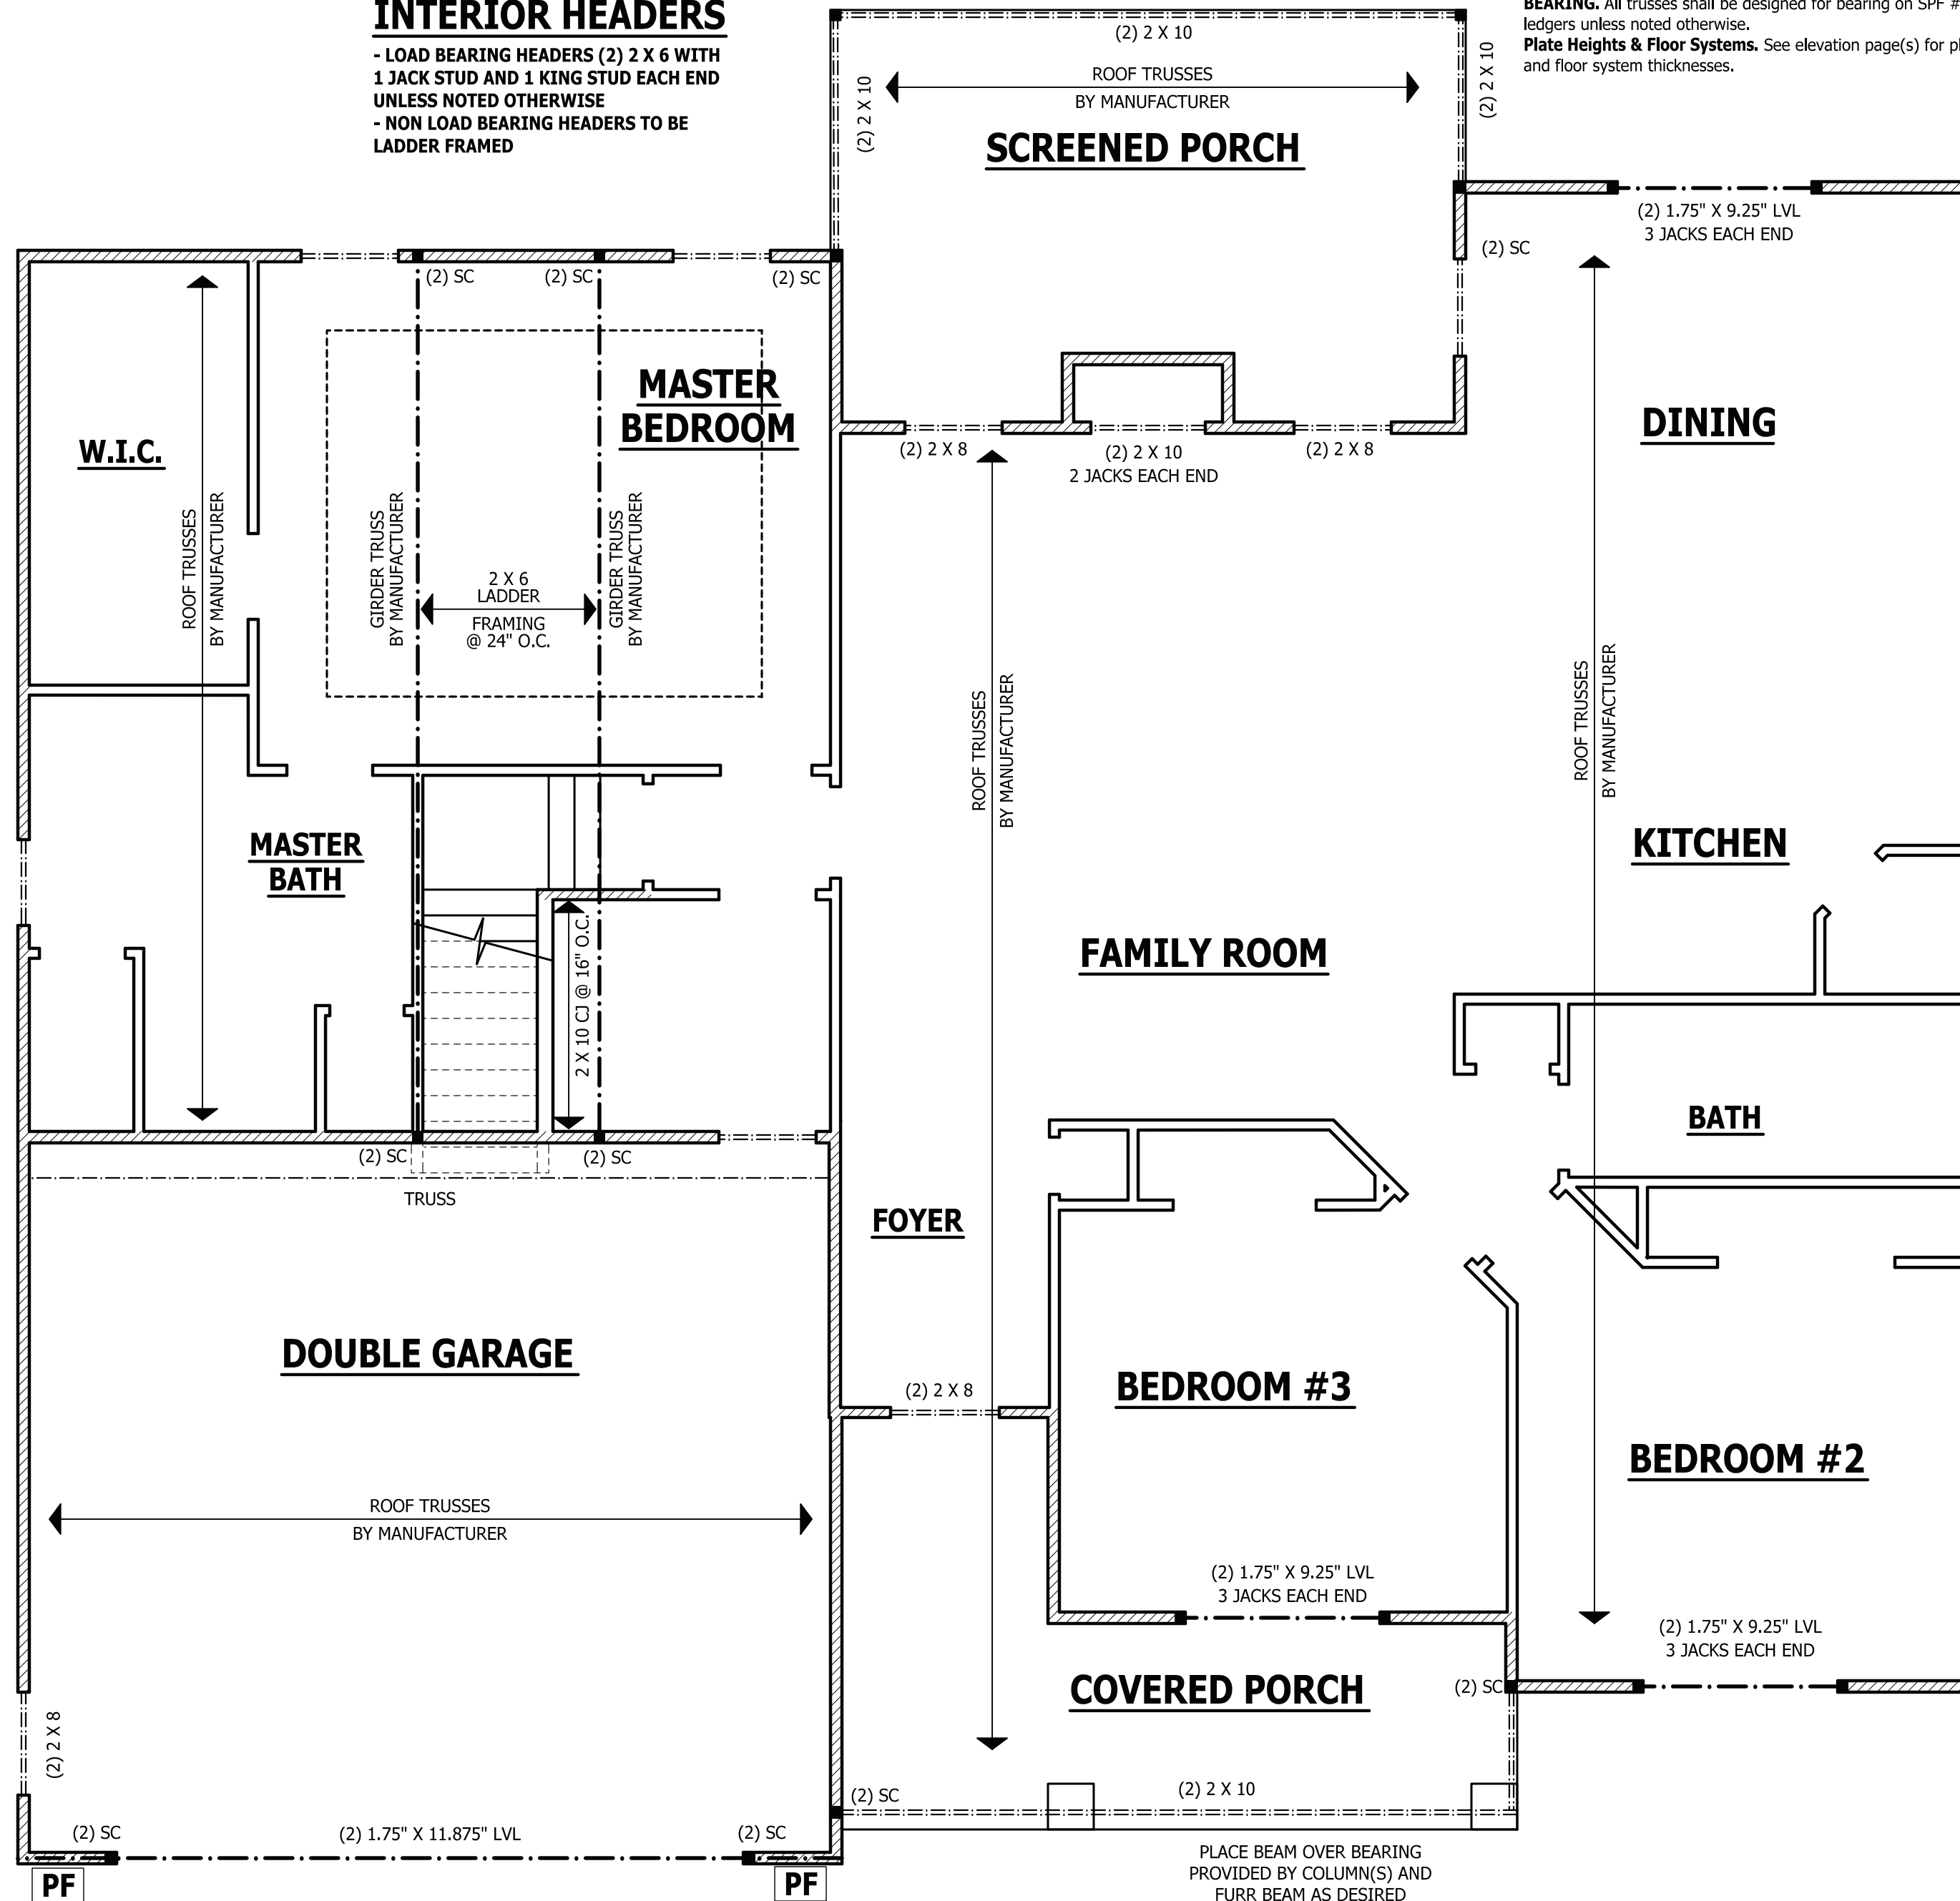 INTERIOR HEADERS
- LOAD BEARING HEADERS (2) 2 X 6 WITH
1 JACK STUD AND 1 KING STUD EACH END
UNLESS NOTED OTHERWISE
- NON LOAD BEARING HEADERS TO BE
LADDER FRAMED
BEARING. All trusses shall be designed for bearing on SPF #
ledgers unless noted otherwise.
Plate Heights & Floor Systems. See elevation page(s) for
and floor system thicknesses.
(2) 2 X 10
(2) 2 X 10
(2) 2 X 10
ROOF TRUSSES
BY MANUFACTURER
SCREENED PORCH
(2) 1.75" X 9.25" LVL
3 JACKS EACH END
(2) SC
(2) SC
(2) SC
(2) SC
MASTER
BEDROOM
W.I.C.
ROOF TRUSSES
BY MANUFACTURER
GIRDER TRUSS
BY MANUFACTURER
GIRDER TRUSS
BY MANUFACTURER
2 X 6
LADDER
FRAMING
@ 24" O.C.
(2) 2 X 8
(2) 2 X 10
2 JACKS EACH END
(2) 2 X 8
DINING
ROOF TRUSSES
BY MANUFACTURER
ROOF TRUSSES
BY MANUFACTURER
MASTER
BATH
KITCHEN
2 X 10 CJ @ 16" O.C.
FAMILY ROOM
BATH
(2) SC
(2) SC
TRUSS
FOYER
DOUBLE GARAGE
(2) 2 X 8
BEDROOM #3
BEDROOM #2
ROOF TRUSSES
BY MANUFACTURER
(2) 1.75" X 9.25" LVL
3 JACKS EACH END
(2) 1.75" X 9.25" LVL
3 JACKS EACH END
COVERED PORCH
(2) SC
(2) 2 X 8
(2) SC
(2) 2 X 10
(2) SC
(2) 1.75" X 11.875" LVL
(2) SC
PLACE BEAM OVER BEARING
PROVIDED BY COLUMN(S) AND
FURR BEAM AS DESIRED
PF
PF